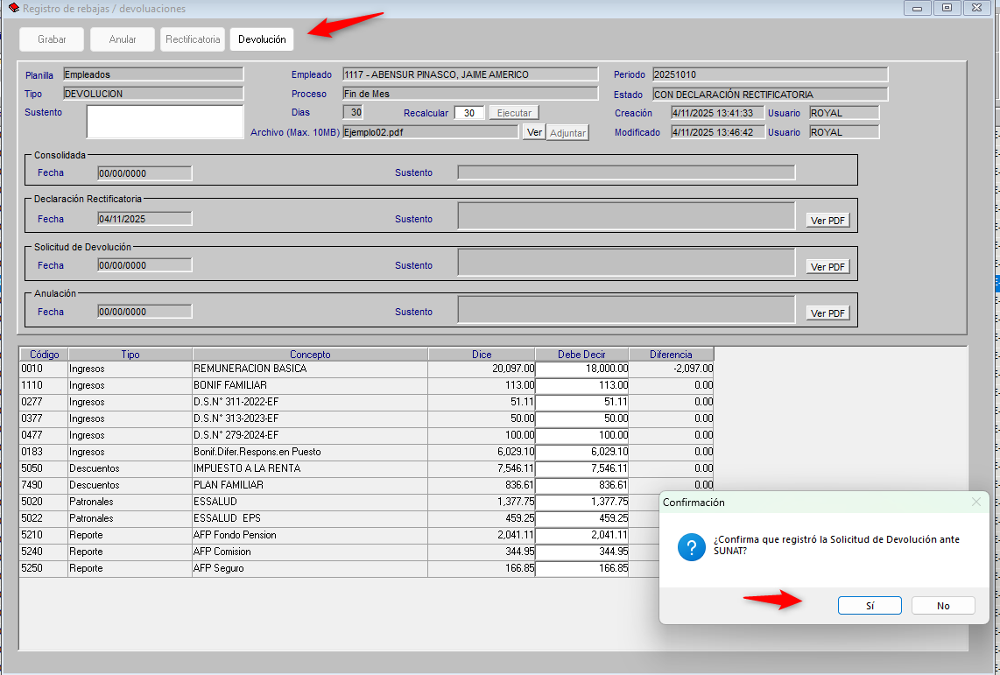 Registro de rebajas / devoluaciones
Grabar Anular Rectificatoria Devolución
Planilla Empleados Empleado 1117 - ABENSUR PINASCO, JAIME AMERICO Periodo 20251010
Tipo DEVOLUCION Proceso Fin de Mes Estado CON DECLARACIÓN RECTIFICATORIA
Sustento Dias 30 Recalcular 30 Ejecutar Creación 4/11/2025 13:41:33 Usuario ROYAL
Archivo (Max. 10MB) Ejemplo02.pdf Ver Adjuntar Modificado 4/11/2025 13:46:42 Usuario ROYAL
Consolidada
Fecha 00/00/0000 Sustento
Declaración Rectificatoria
Fecha 04/11/2025 Sustento Ver PDF
Solicitud de Devolución
Fecha 00/00/0000 Sustento Ver PDF
Anulación
Fecha 00/00/0000 Sustento Ver PDF
Código Tipo Concepto Dice Debe Decir Diferencia
0010 Ingresos REMUNERACION BASICA 20,097.00 18,000.00 -2,097.00
1110 Ingresos BONIF FAMILIAR 113.00 113.00 0.00
0277 Ingresos D.S.N° 311-2022-EF 51.11 51.11 0.00
0377 Ingresos D.S.N° 313-2023-EF 50.00 50.00 0.00
0477 Ingresos D.S.N° 279-2024-EF 100.00 100.00 0.00
0183 Ingresos Bonif.Difer.Respons.en Puesto 6,029.10 6,029.10 0.00
5050 Descuentos IMPUESTO A LA RENTA 7,546.11 7,546.11 0.00
7490 Descuentos PLAN FAMILIAR 836.61 836.61 0.00
5020 Patronales ESSALUD 1,377.75 1,377.75
5022 Patronales ESSALUD EPS 459.25 459.25
5210 Reporte AFP Fondo Pension 2,041.11 2,041.11
5240 Reporte AFP Comision 344.95 344.95
5250 Reporte AFP Seguro 166.85 166.85
Confirmación
¿Confirma que registró la Solicitud de Devolución ante
SUNAT?
Sí No